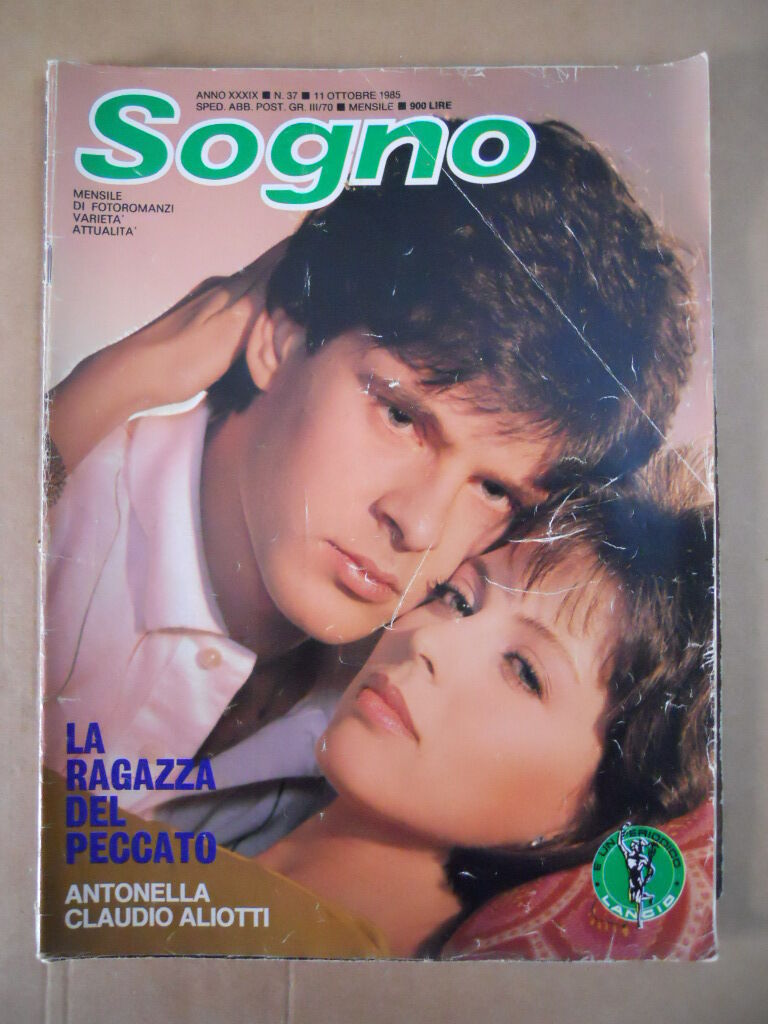 ANNO XXXIX ■ N. 37 ■ 11 OTTOBRE 1985
SPED. ABB. POST. GR. III/70 ■ MENSILE ■ 900 LIRE
Sogno
MENSILE
DI FOTOROMANZI
VARIETA'
ATTUALITA'
LA
RAGAZZA
DEL
PECCATO
ANTONELLA
CLAUDIO ALIOTTI
E UN PERIODICO
LANCIO